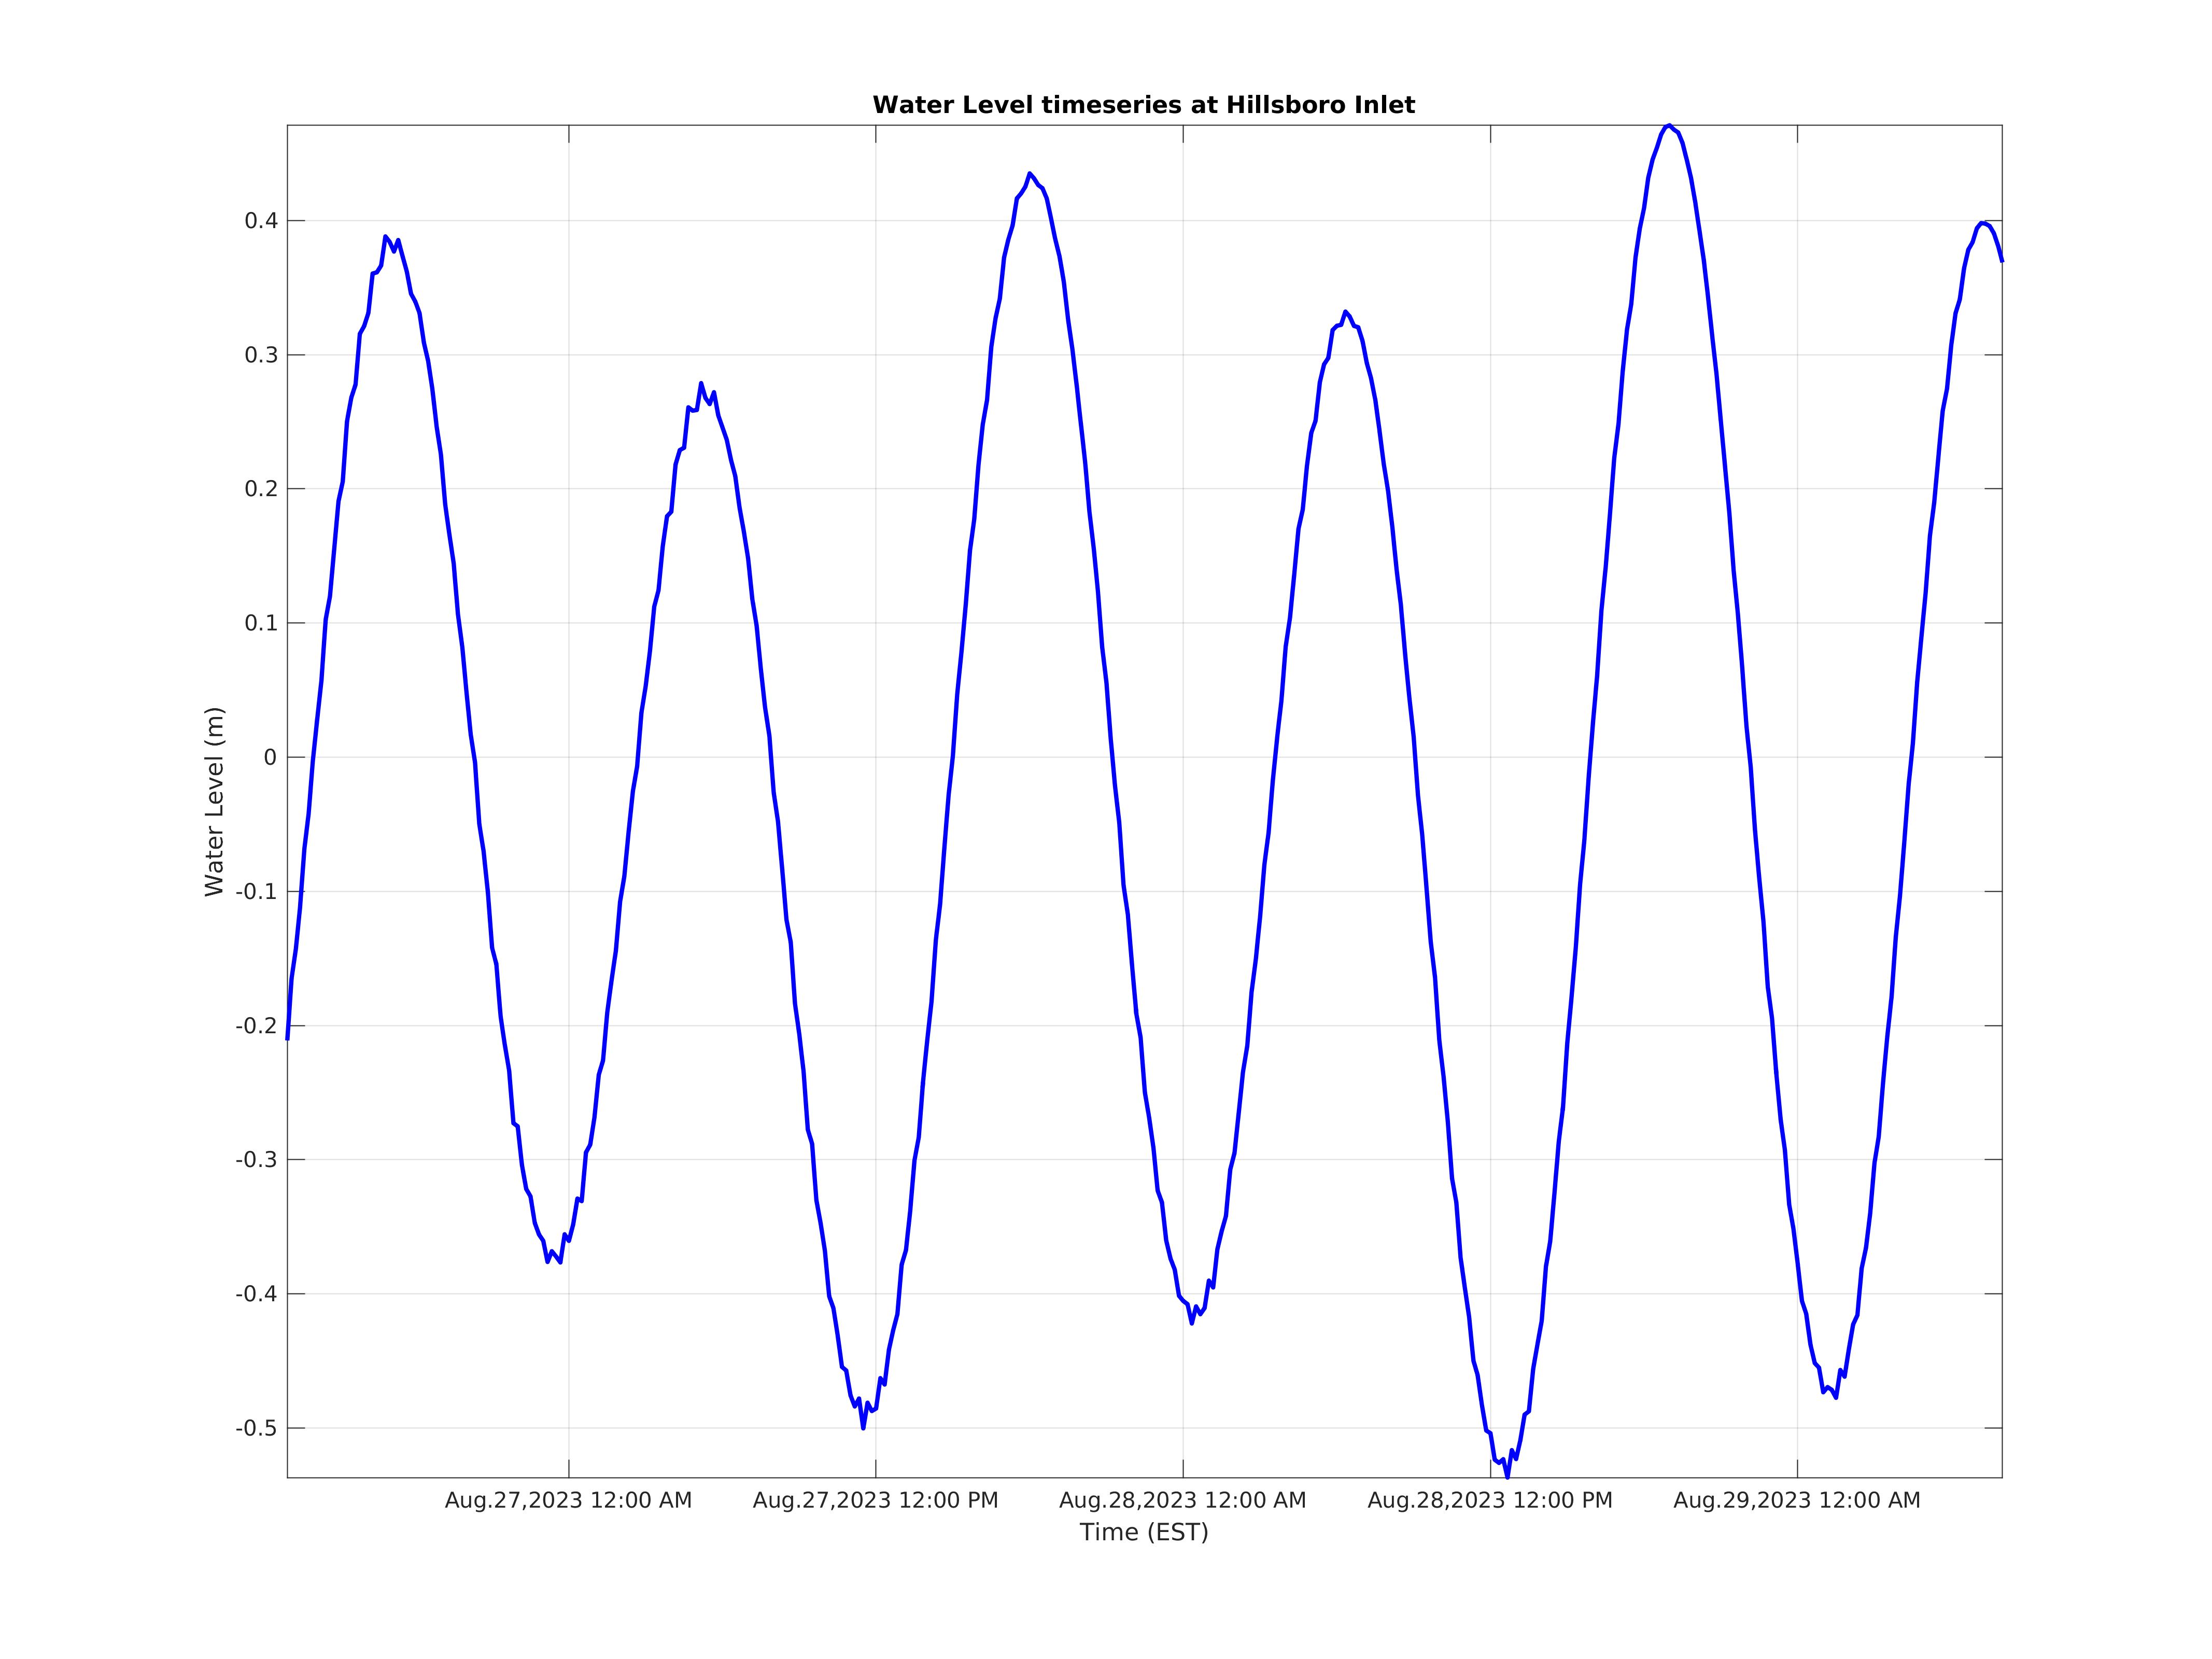 Water Level timeseries at Hillsboro Inlet
0.4
0.3
0.2
0.1
0
-0.1
-0.2
-0.3
-0.4
-0.5
Water Level (m)
Aug.27,2023 12:00 AM
Aug.27,2023 12:00 PM
Aug.28,2023 12:00 AM
Aug.28,2023 12:00 PM
Aug.29,2023 12:00 AM
Time (EST)